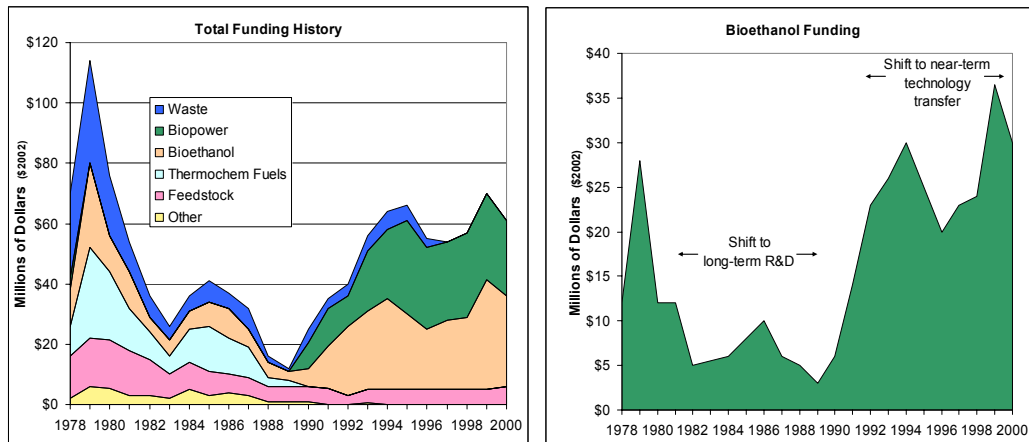 Total Funding History
Millions of Dollars ($2002)
$120
$100
$80
$60
$40
$20
$0
Waste
Biopower
Bioethanol
Thermochem Fuels
Feedstock
Other
1978 1980 1982 1984 1986 1988 1990 1992 1994 1996 1998 2000
Bioethanol Funding
Millions of Dollars ($2002)
$40
$35
$30
$25
$20
$15
$10
$5
$0
Shift to near-term
technology
transfer
Shift to
long-term R&D
1978 1980 1982 1984 1986 1988 1990 1992 1994 1996 1998 2000